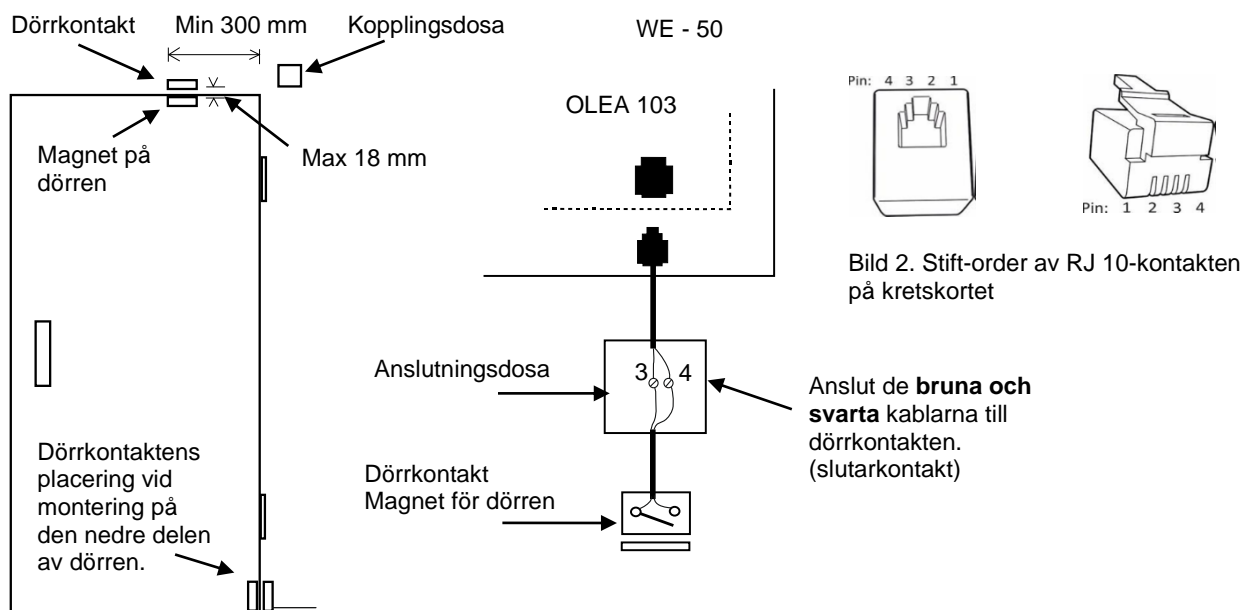 Dörrkontakt
Min 300 mm
Kopplingsdosa
Magnet på
dörren
Max 18 mm
Dörrkontaktens
placering vid
montering på
den nedre delen
av dörren.
WE - 50
OLEA 103
Anslutningsdosa
3 4
Anslut de bruna och
svarta kablarna till
dörrkontakten.
(slutarkontakt)
Dörrkontakt
Magnet för dörren
Pin: 4 3 2 1
Pin: 1 2 3 4
Bild 2. Stift-order av RJ 10-kontakten
på kretskortet